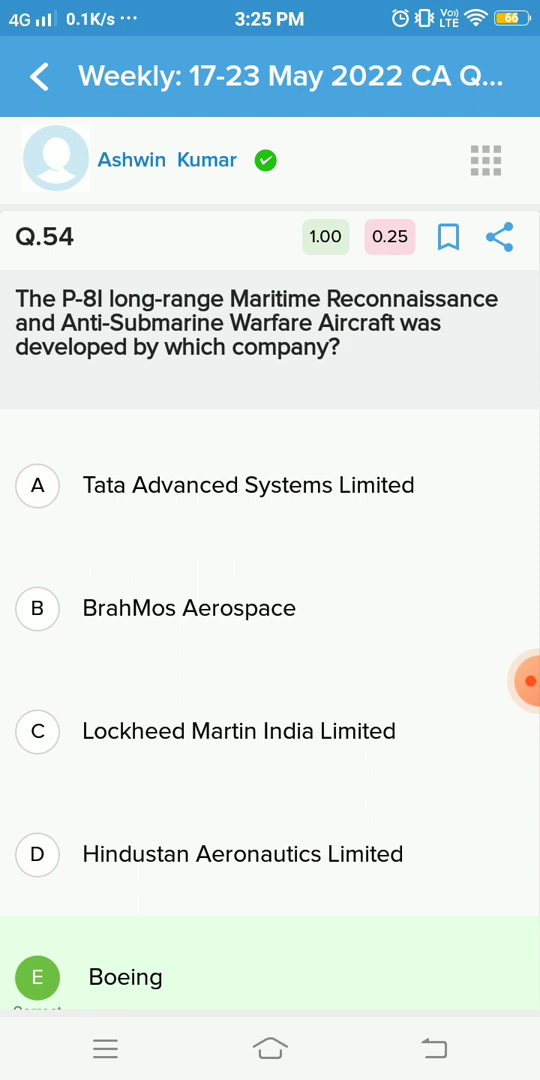 4G 0.1K/s ... 3:25 PM Vo)) LTE 66
Weekly: 17-23 May 2022 CA Q...
Ashwin Kumar
Q.54 1.00 0.25
The P-8I long-range Maritime Reconnaissance
and Anti-Submarine Warfare Aircraft was
developed by which company?
A Tata Advanced Systems Limited
B BrahMos Aerospace
C Lockheed Martin India Limited
D Hindustan Aeronautics Limited
E Boeing